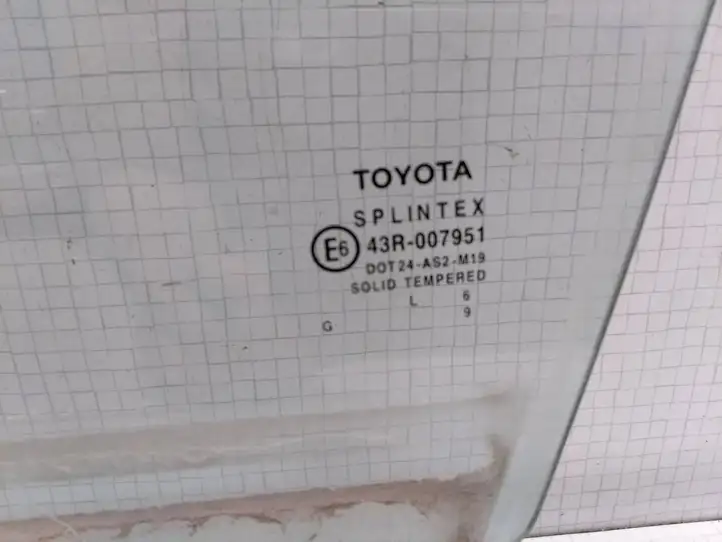 TOYOTA
SPLINTEX
E6 43R-007951
DOT24-AS2-M19
SOLID TEMPERED
L 6
G 9